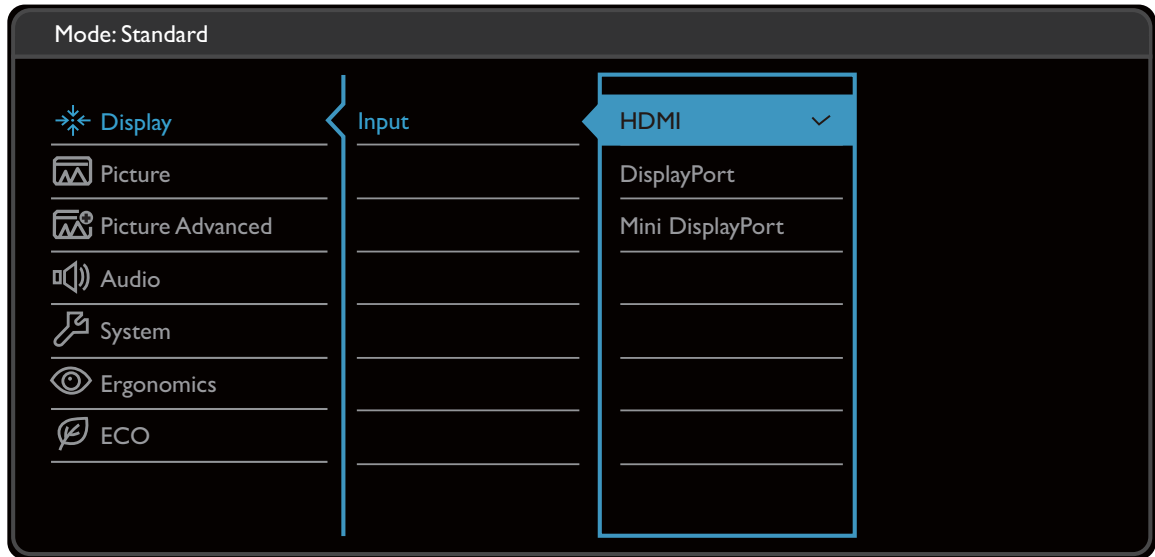 Mode: Standard
Display
Input
HDMI
Picture
DisplayPort
Picture Advanced
Mini DisplayPort
Audio
System
Ergonomics
ECO